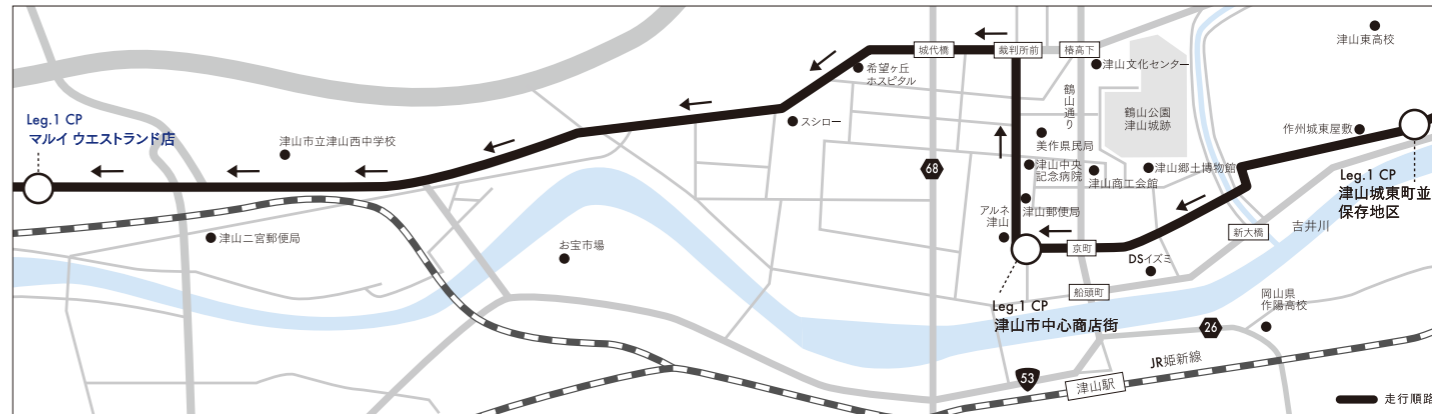 Leg.1 CP
マルイ ウエストランド店
津山市立津山西中学校
津山二宮郵便局
お宝市場
スシロー
希望ヶ丘
ホスピタル
城代橋
裁判所前
椿高下
津山文化センター
鶴山通り
鶴山公園
津山城跡
津山東高校
作州城東屋敷
美作県民局
津山中央
記念病院
津山商工会館
津山郷土博物館
68
津山郵便局
アルネ
津山
京町
新大橋
吉井川
Leg.1 CP
津山城東町並
保存地区
DSイズミ
船頭町
岡山県
作陽高校
Leg.1 CP
津山市中心商店街
26
53
津山駅
JR姫新線
走行順路